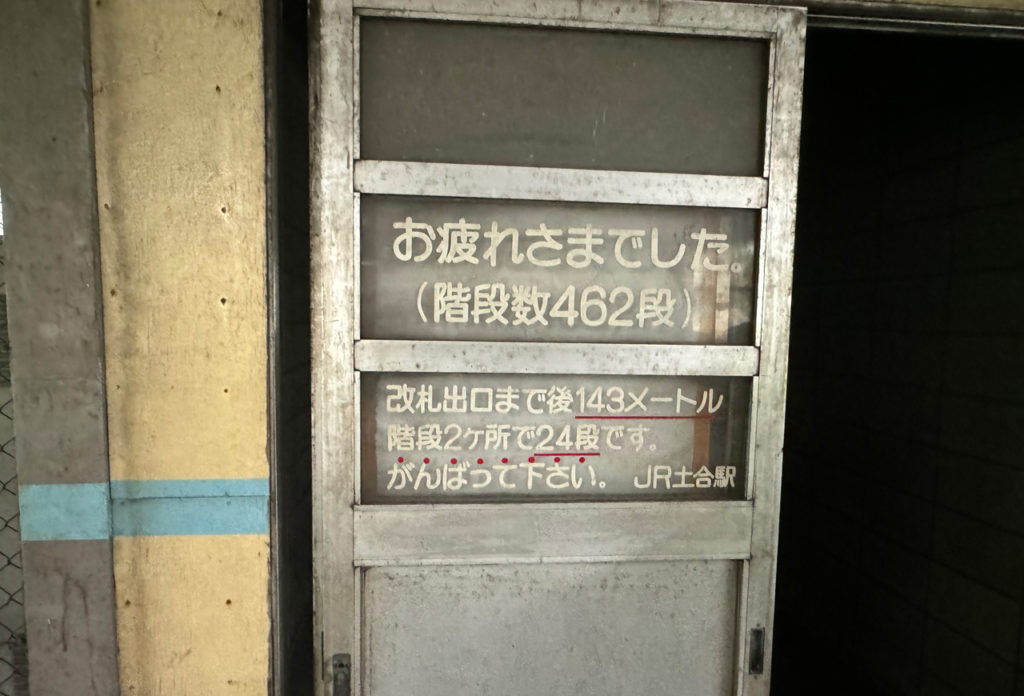 お疲れさまでした。
(階段数462段)
改札出口まで後143メートル
階段2ケ所で24段です。
がんばって下さい。 JR土合駅